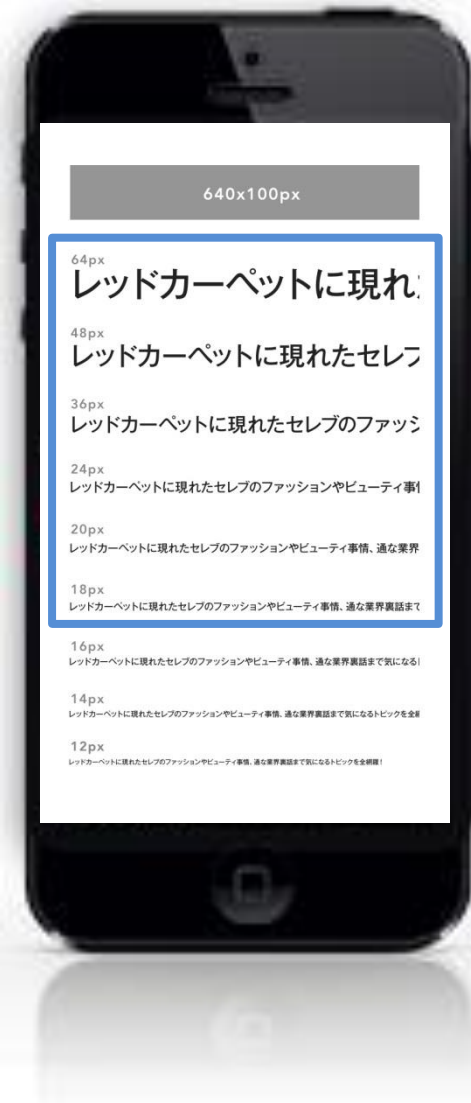 640x100px
64px
レッドカーペットに現れ
48px
レッドカーペットに現れたセレブ
36px
レッドカーペットに現れたセレブのファッシ
24px
レッドカーペットに現れたセレブのファッションやビューティ事
20px
レッドカーペットに現れたセレブのファッションやビューティ事情、通な業界
18px
レッドカーペットに現れたセレブのファッションやビューティ事情、通な業界裏話まで
16px
レッドカーペットに現れたセレブのファッションやビューティ事情、通な業界裏話まで気になる
14px
レッドカーペットに現れたセレブのファッションやビューティ事情、通な業界裏話まで気になるトピックを全
12px
レッドカーペットに現れたセレブのファッションやビューティ事情、通な業界裏話まで気になるトピックを全網羅！